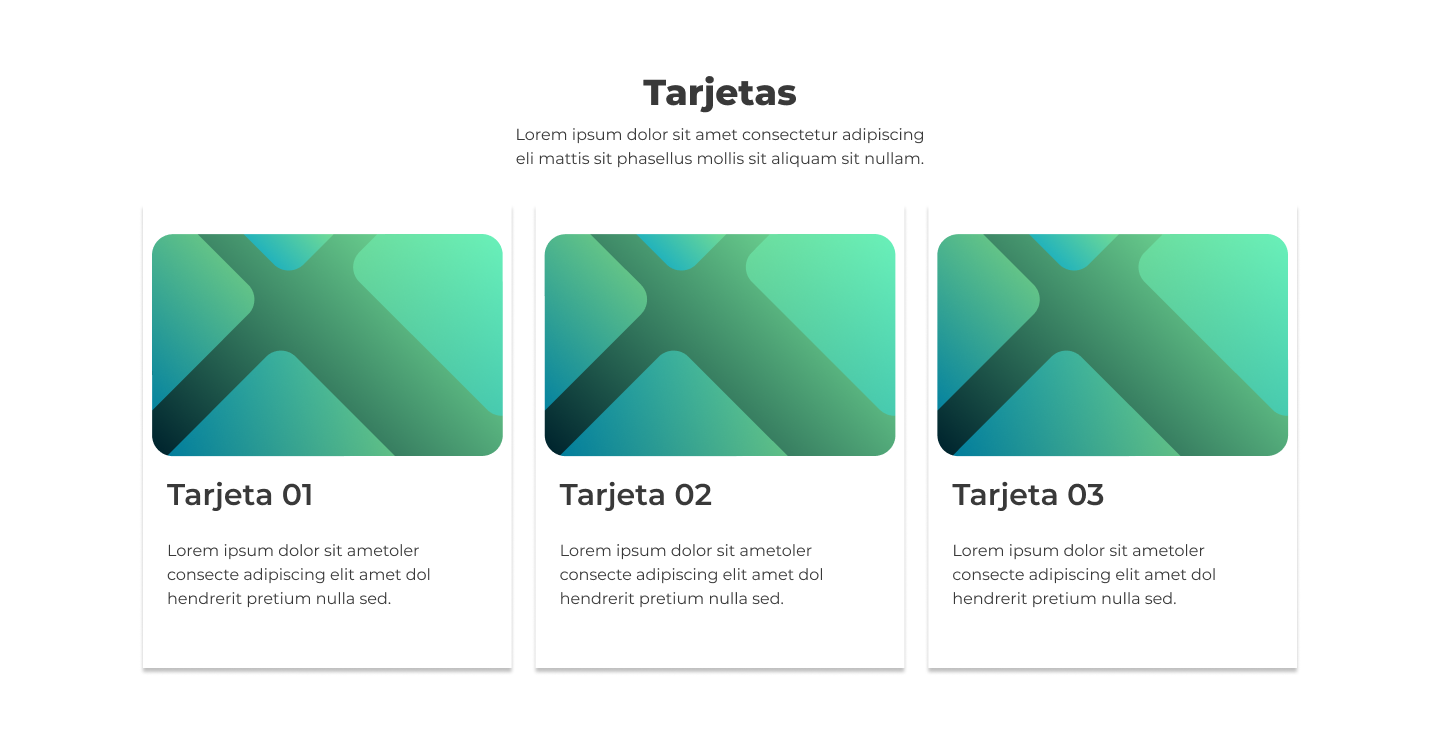 Tarjetas
Lorem ipsum dolor sit amet consectetur adipiscing
eli mattis sit phasellus mollis sit aliquam sit nullam.
Tarjeta 01
Lorem ipsum dolor sit ametoler
consecte adipiscing elit amet dol
hendrerit pretium nulla sed.
Tarjeta 02
Lorem ipsum dolor sit ametoler
consecte adipiscing elit amet dol
hendrerit pretium nulla sed.
Tarjeta 03
Lorem ipsum dolor sit ametoler
consecte adipiscing elit amet dol
hendrerit pretium nulla sed.